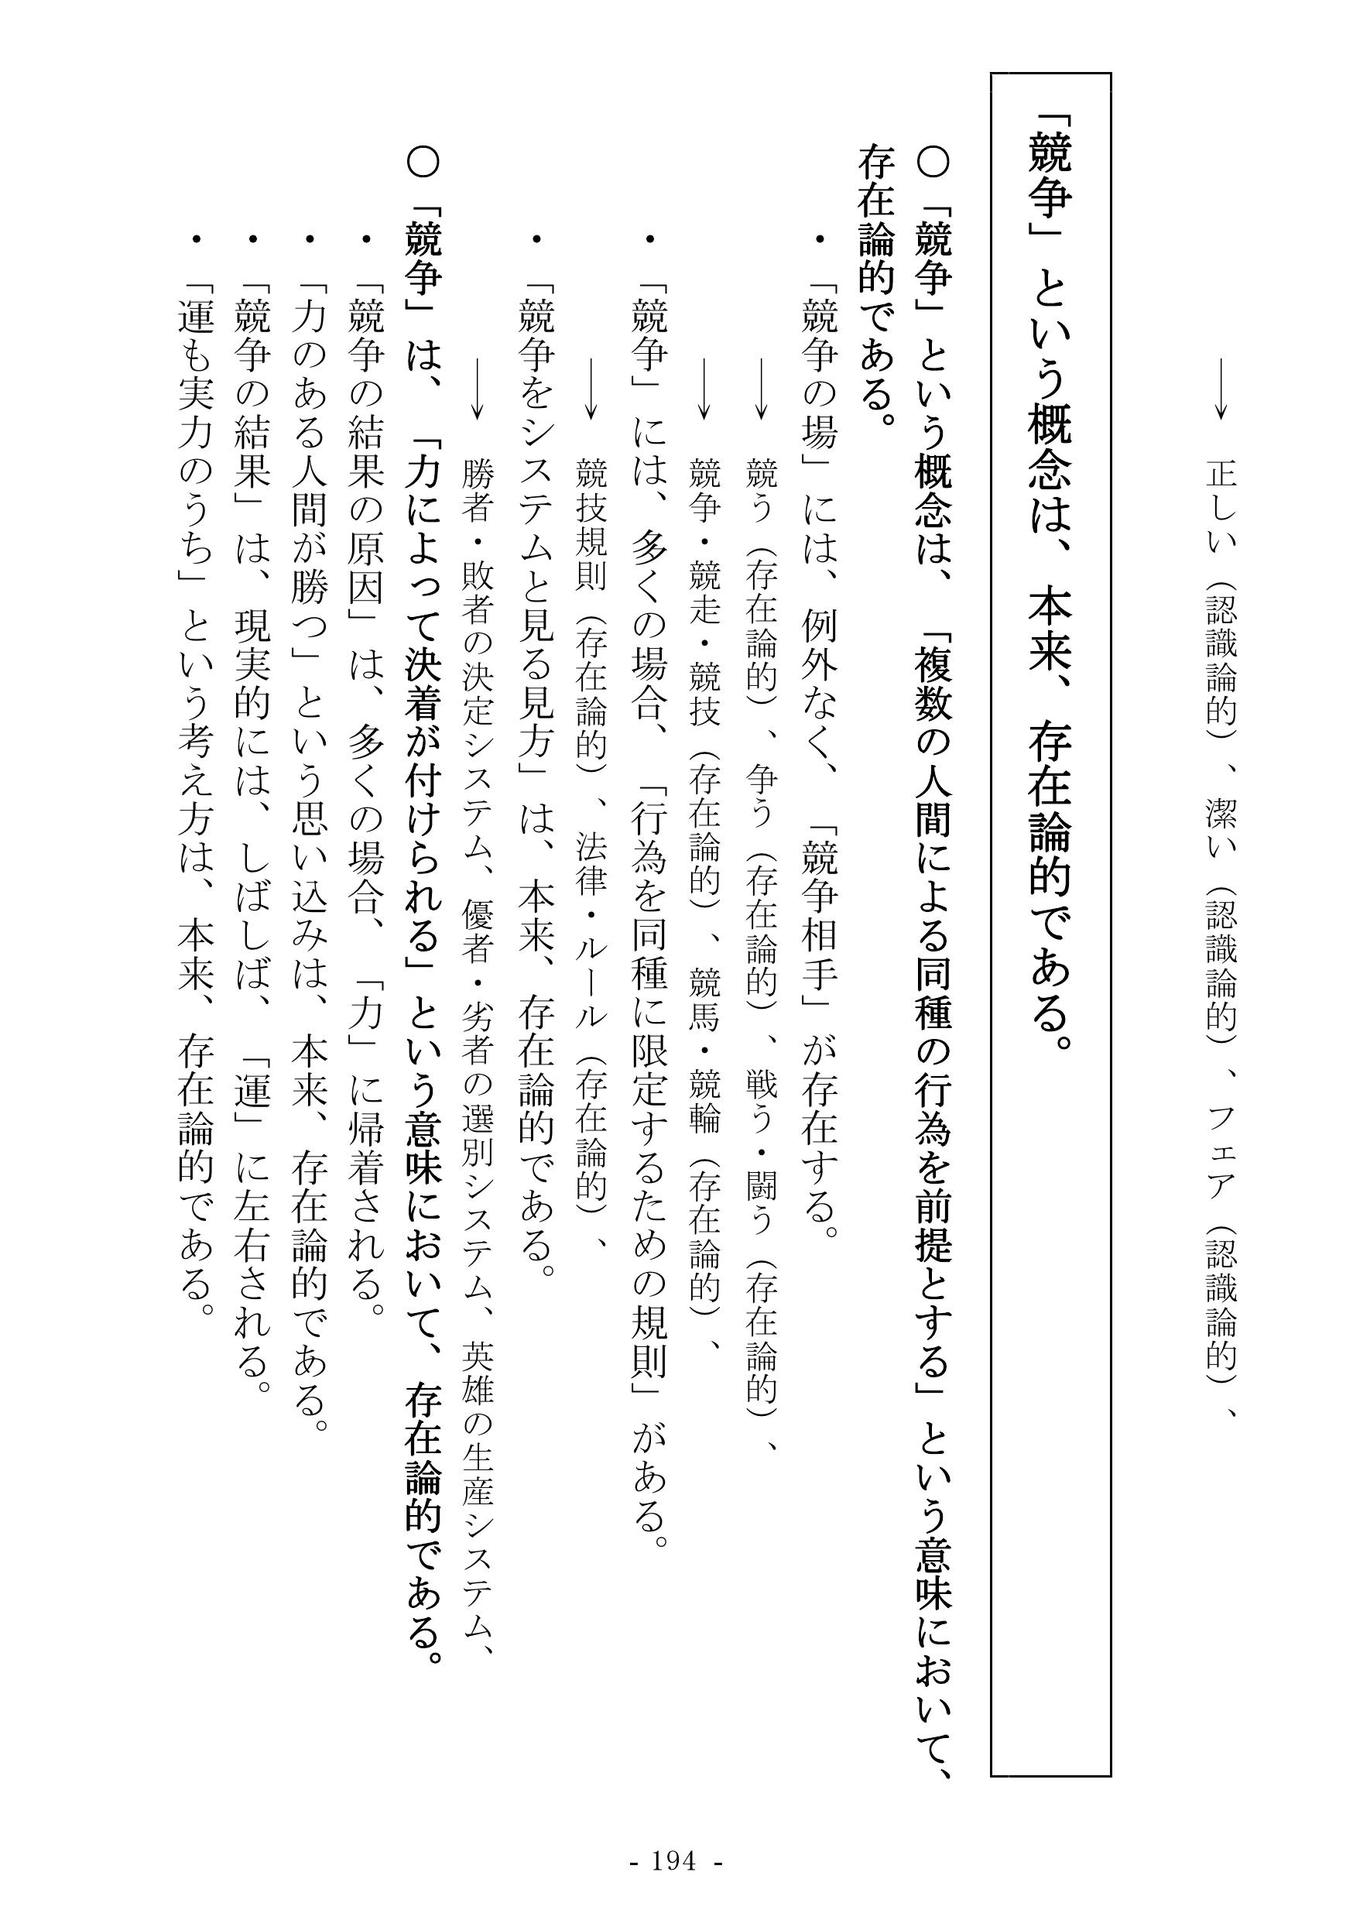 → 正しい（認識論的）、潔い（認識論的）、フェア（認識論的）、
「競争」という概念は、本来、存在論的である。
○「競争」という概念は、「複数の人間による同種の行為を前提とする」という意味において、
存在論的である。
・「競争の場」には、例外なく、「競争相手」が存在する。
→ 競う（存在論的）、争う（存在論的）、戦う・闘う（存在論的）、
→ 競争・競走・競技（存在論的）、競馬・競輪（存在論的）、
・「競争」には、多くの場合、「行為を同種に限定するための規則」がある。
→ 競技規則（存在論的）、法律・ルール（存在論的）、
・「競争をシステムと見る見方」は、本来、存在論的である。
→ 勝者・敗者の決定システム、優者・劣者の選別システム、英雄の生産システム、
○「競争」は、「力によって決着が付けられる」という意味において、存在論的である。
・「競争の結果の原因」は、多くの場合、「力」に帰着される。
・「力のある人間が勝つ」という思い込みは、本来、存在論的である。
・「競争の結果」は、現実的には、しばしば、「運」に左右される。
・「運も実力のうち」という考え方は、本来、存在論的である。
- 194 -